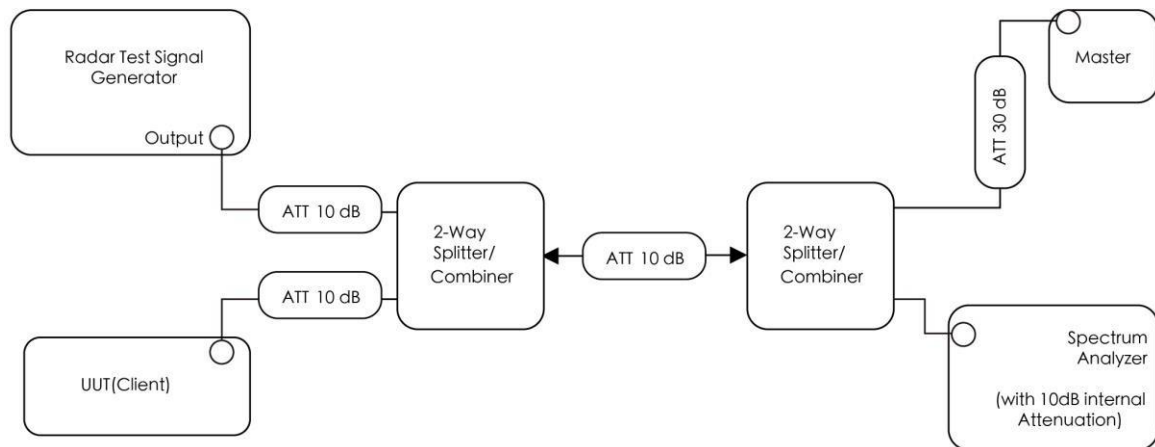 Radar Test Signal
Generator
Output
ATT 10 dB
2-Way
Splitter/
Combiner
ATT 10 dB
UUT(Client)
ATT 10 dB
2-Way
Splitter/
Combiner
ATT 30 dB
Master
Spectrum
Analyzer
(with 10dB internal
Attenuation)